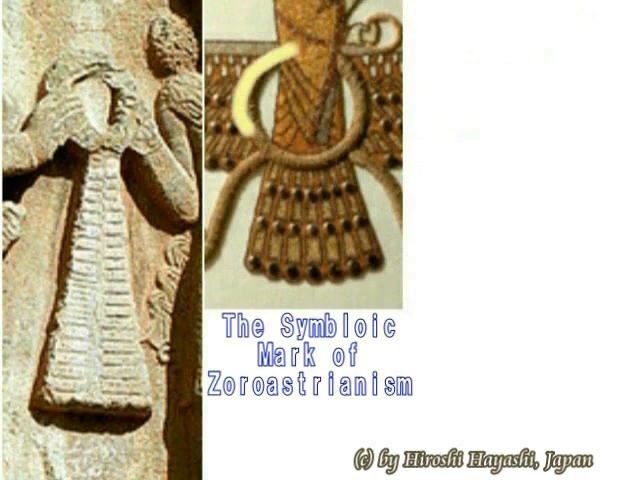 The Symbloic
Mark of
Zoroastrianism
(c) by Hiroshi Hayashi, Japan